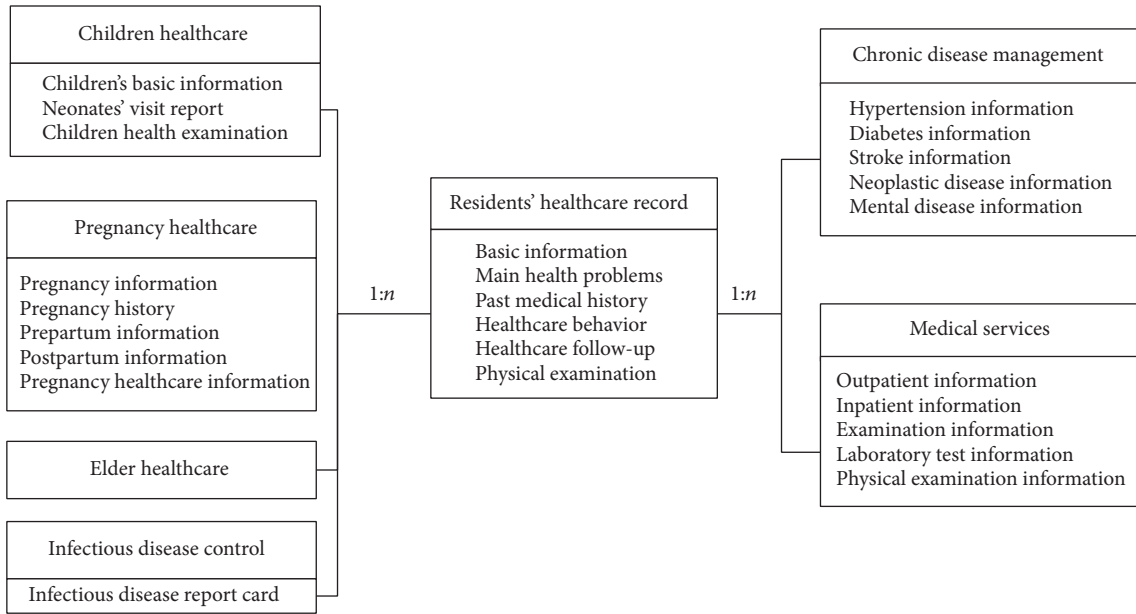 Children healthcare
Children's basic information
Neonates' visit report
Children health examination
Pregnancy healthcare
Pregnancy information
Pregnancy history
Prepartum information
Postpartum information
Pregnancy healthcare information
Elder healthcare
Infectious disease control
Infectious disease report card
1:n
Residents' healthcare record
Basic information
Main health problems
Past medical history
Healthcare behavior
Healthcare follow-up
Physical examination
1:n
Chronic disease management
Hypertension information
Diabetes information
Stroke information
Neoplastic disease information
Mental disease information
Medical services
Outpatient information
Inpatient information
Examination information
Laboratory test information
Physical examination information